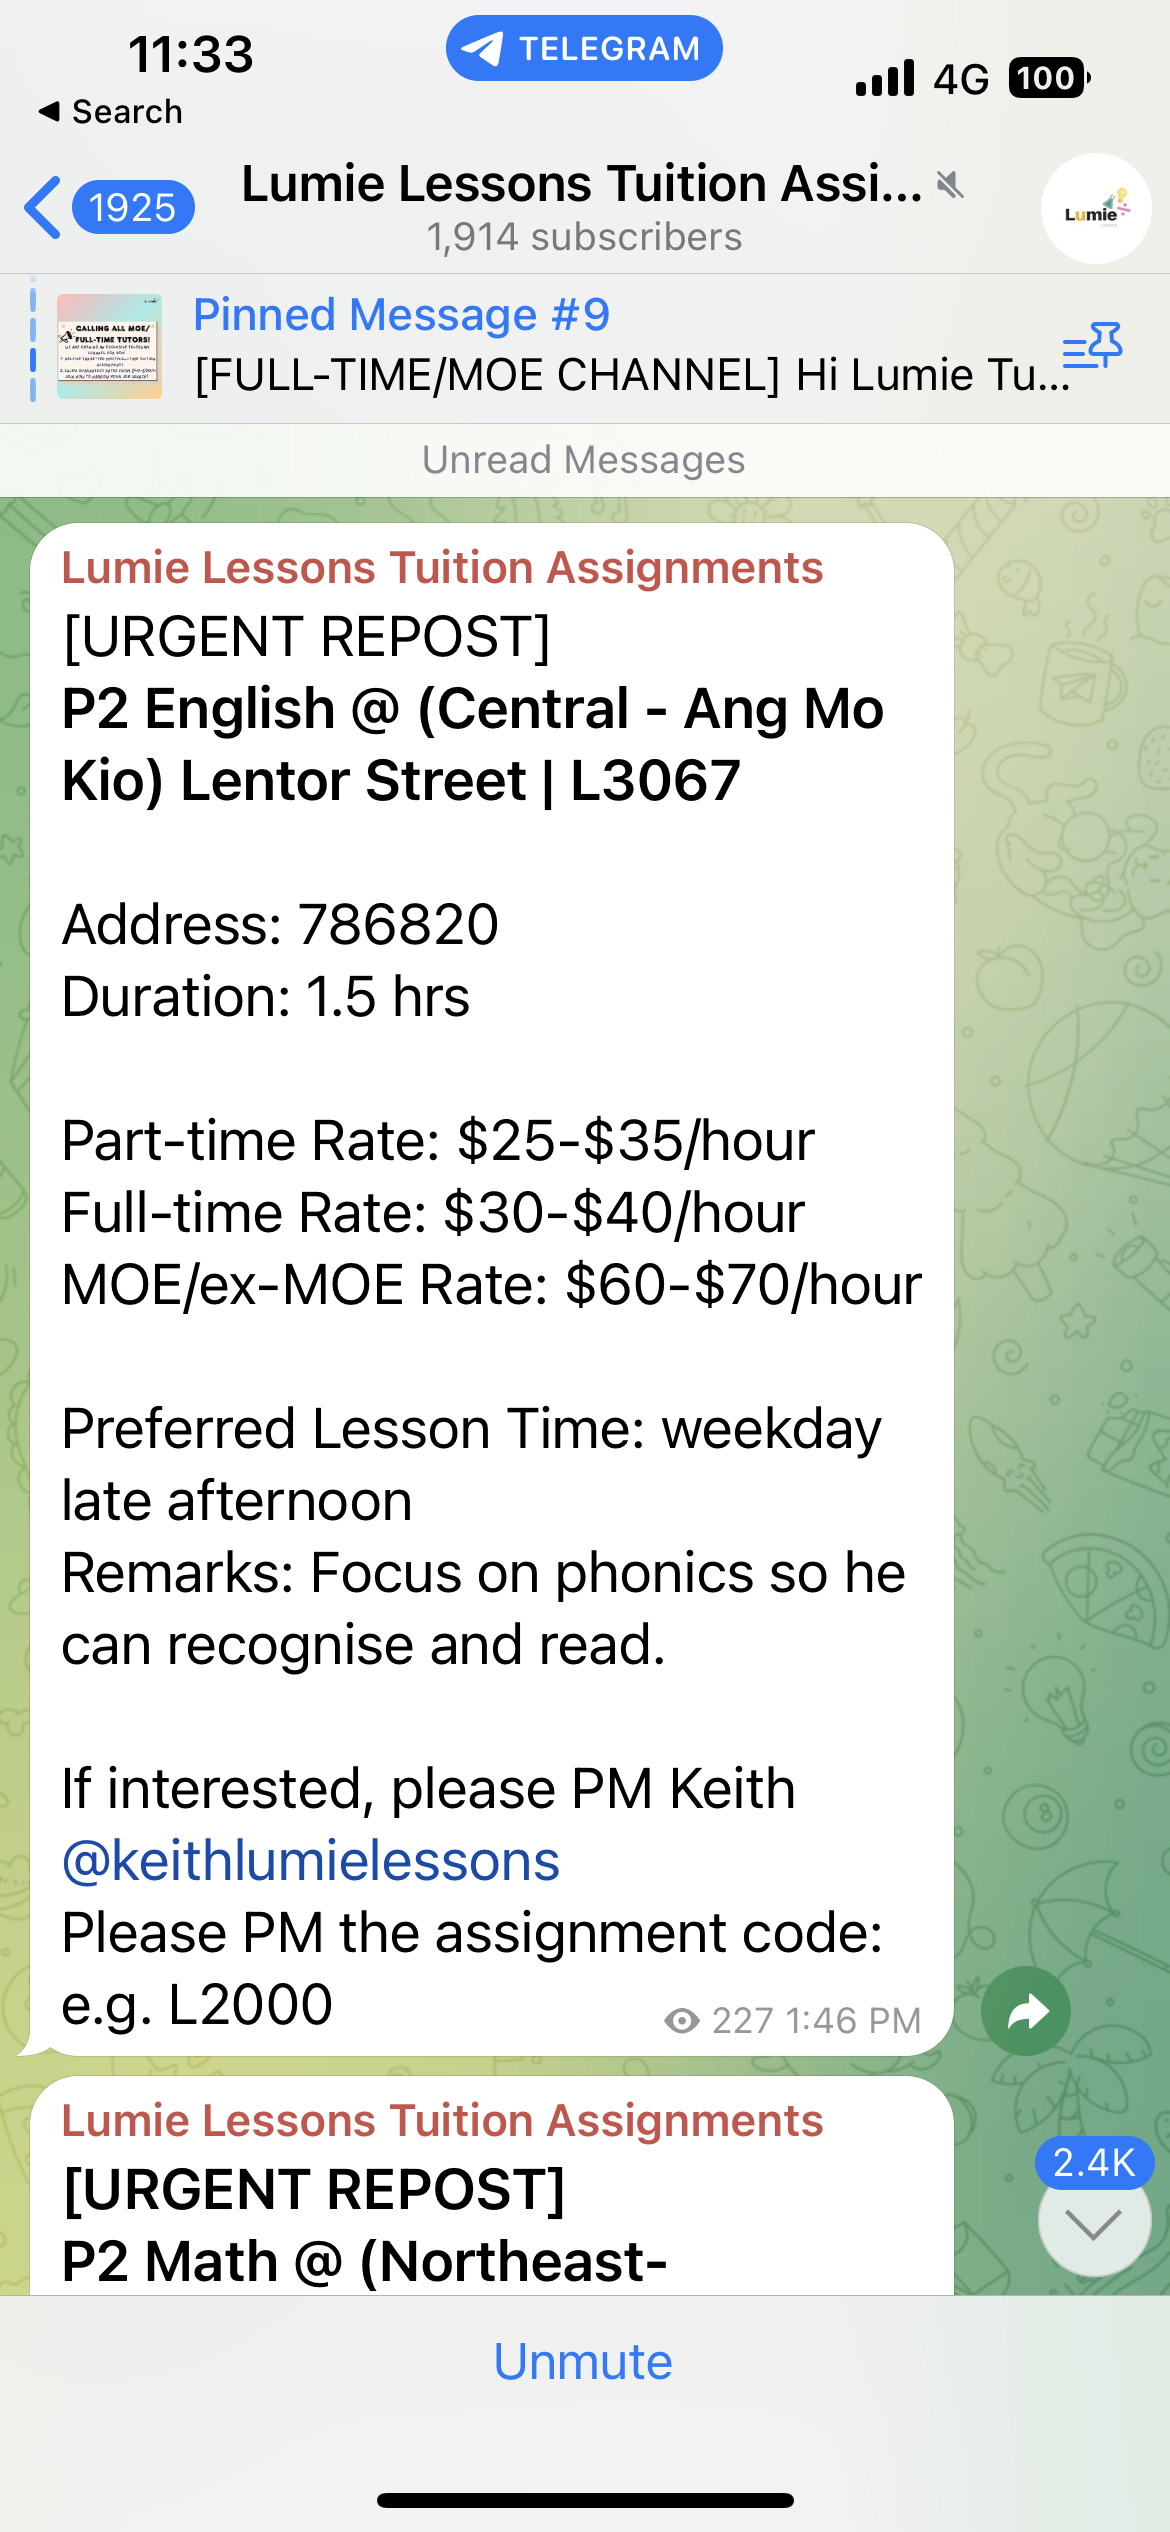 11:33
TELEGRAM
4G 100
Search
1925
Lumie Lessons Tuition Assi...
1,914 subscribers
Lumie
Pinned Message #9
[FULL-TIME/MOE CHANNEL] Hi Lumie Tu...
CALLING ALL MOE/
FULL-TIME TUTORS!
Unread Messages
Lumie Lessons Tuition Assignments
[URGENT REPOST]
P2 English @ (Central - Ang Mo
Kio) Lentor Street | L3067
Address: 786820
Duration: 1.5 hrs
Part-time Rate: $25-$35/hour
Full-time Rate: $30-$40/hour
MOE/ex-MOE Rate: $60-$70/hour
Preferred Lesson Time: weekday
late afternoon
Remarks: Focus on phonics so he
can recognise and read.
If interested, please PM Keith
@keithlumielessons
Please PM the assignment code:
e.g. L2000
227 1:46 PM
Lumie Lessons Tuition Assignments
[URGENT REPOST]
P2 Math @ (Northeast-
2.4K
Unmute